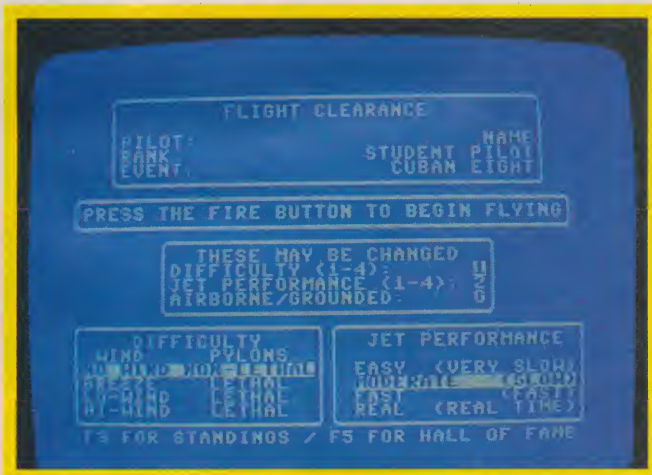 FLIGHT CLEARANCE
PILOT: NAME
RANK STUDENT PILOT
EVENT: CUBAN EIGHT
PRESS THE FIRE BUTTON TO BEGIN FLYING
THESE MAY BE CHANGED
DIFFICULTY (1-4):
JET PERFORMANCE (1-4): 2
AIRBORNE/GROUNDED: G
DIFFICULTY
WIND PYLONS
NO WIND NON-LETHAL
BREEZE LETHAL
LETHAL
HI-WIND LETHAL
JET PERFORMANCE
EASY (VERY SLOW)
MODERATE (SLOW)
FAST (FAST)
REAL (REAL TIME)
F3 FOR STANDINGS / F5 FOR HALL OF FAME